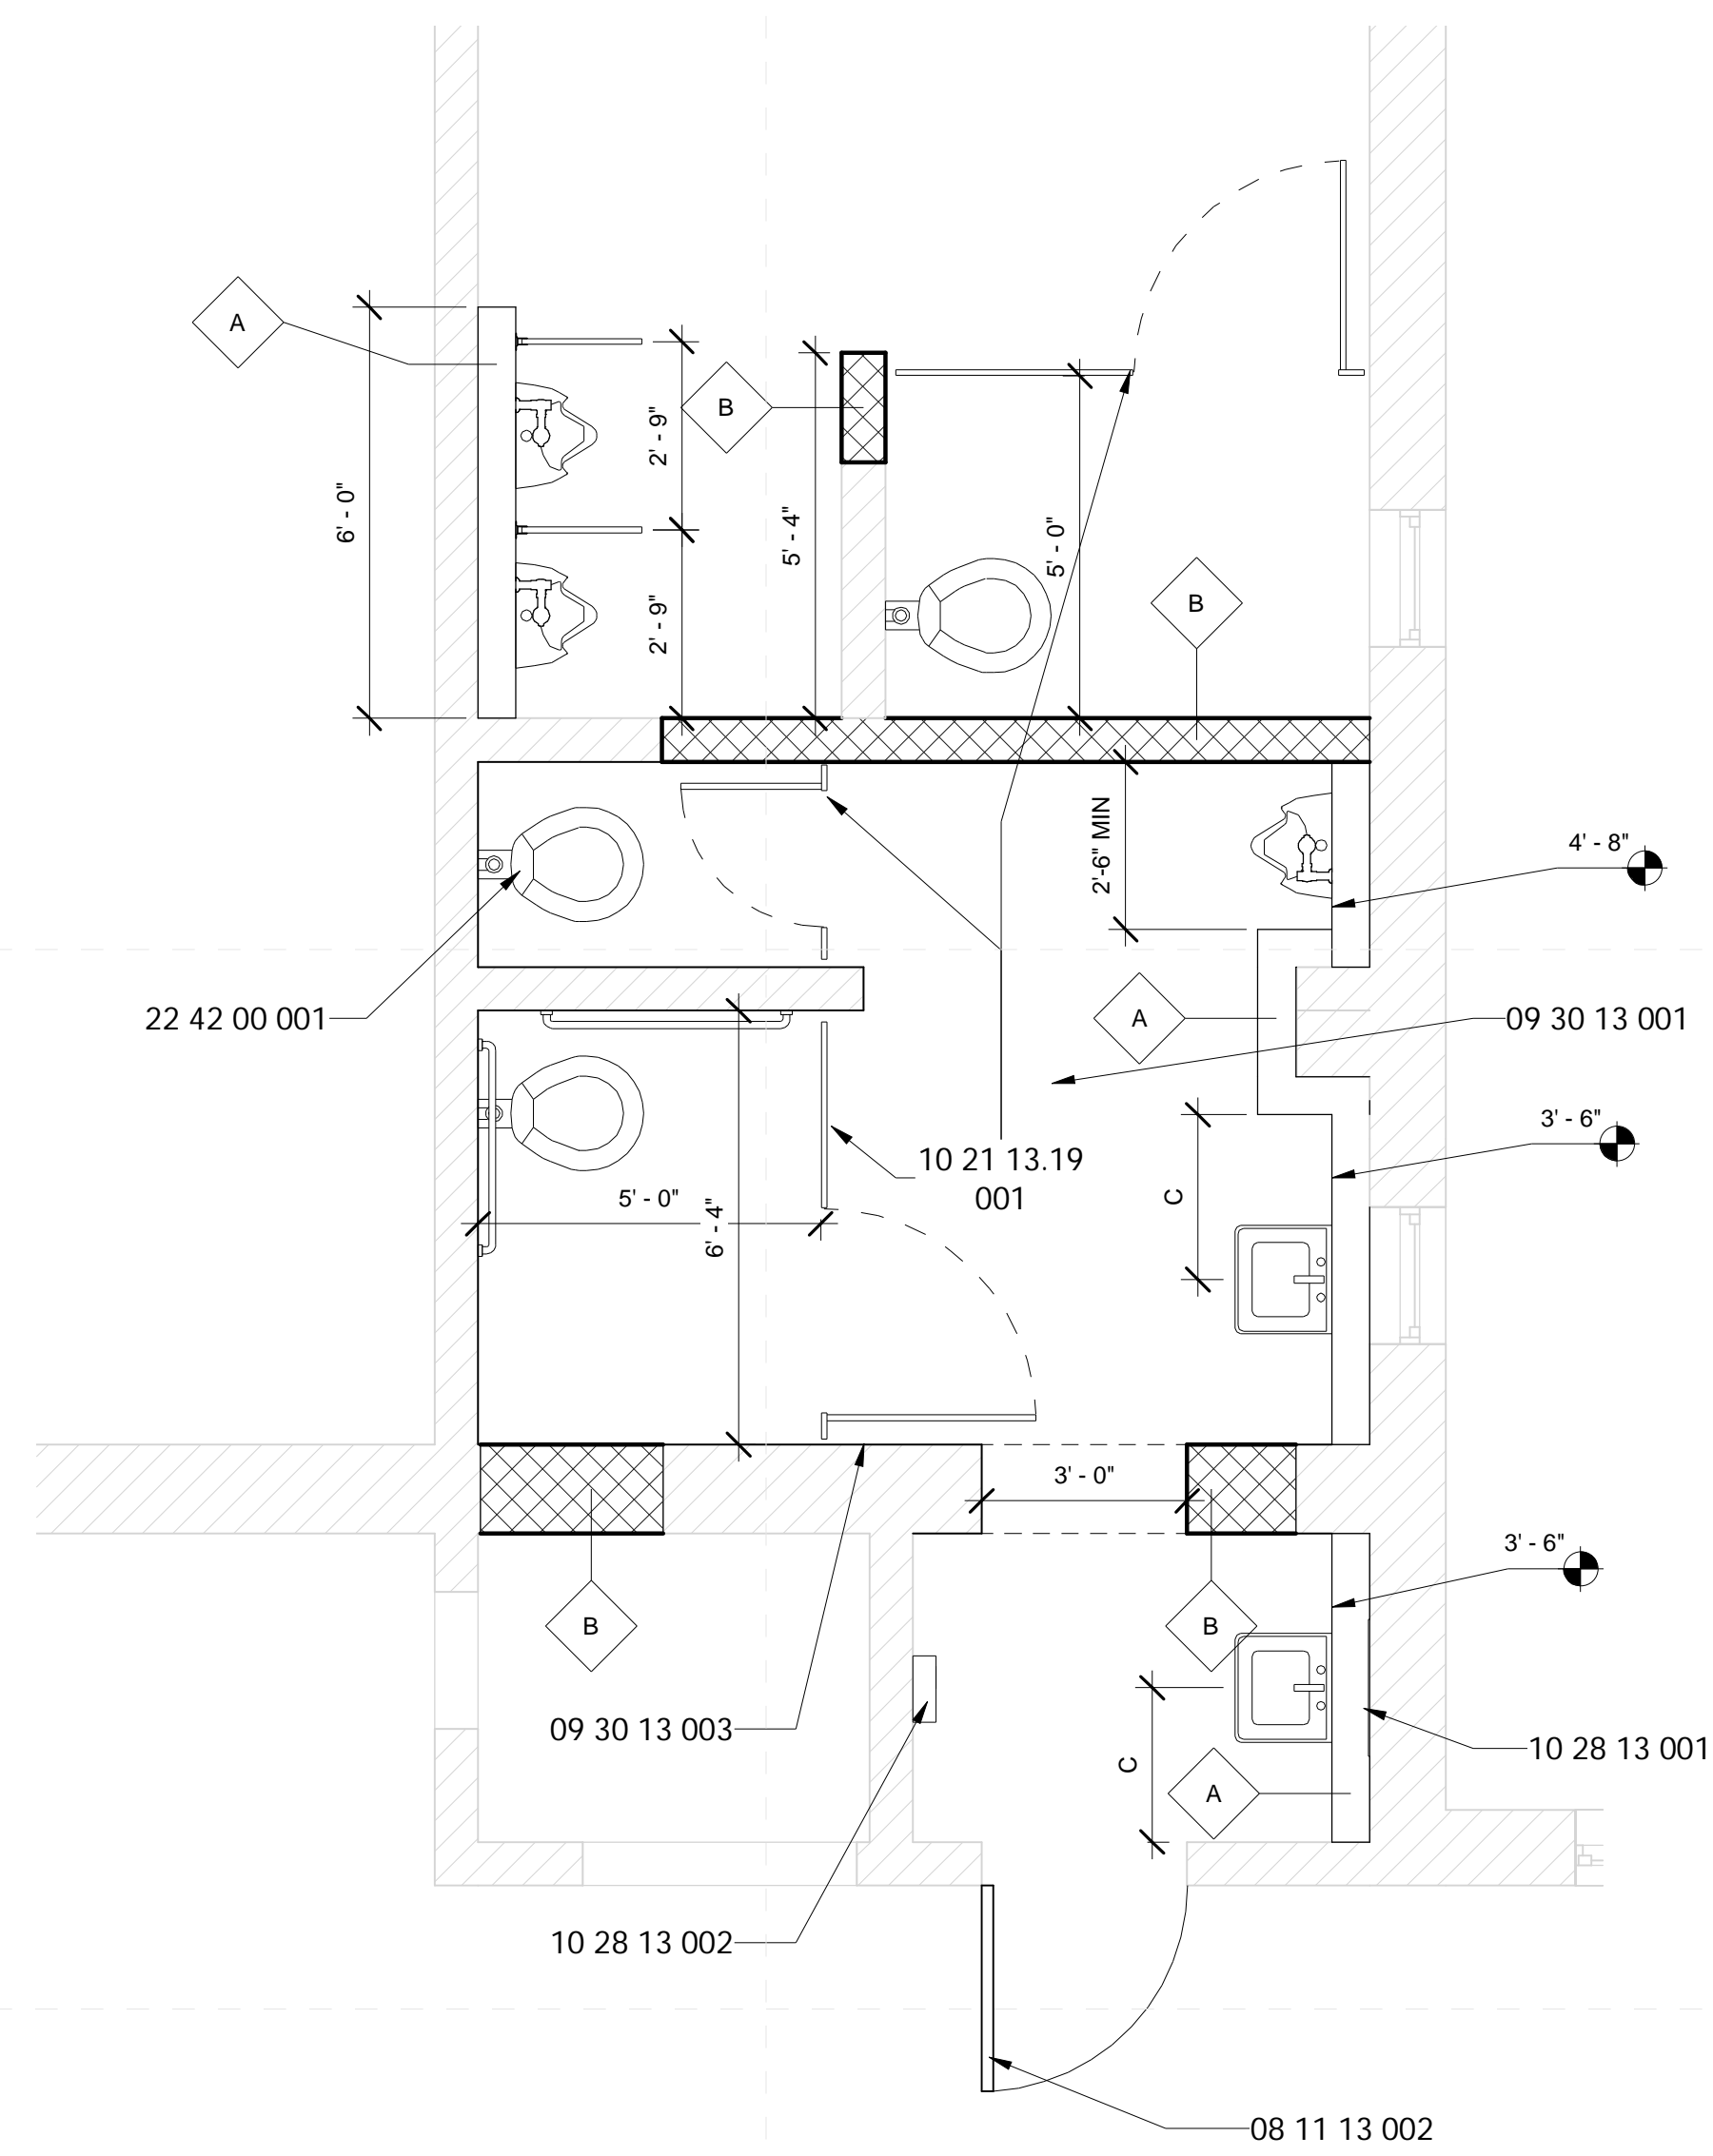 A
B
2' - 9"
6' - 0"
5' - 4"
5' - 0"
B
2' - 9"
2'-6" MIN
4' - 8"
22 42 00 001
A
09 30 13 001
3' - 6"
10 21 13.19
001
5' - 0"
6' - 4"
C
3' - 0"
3' - 6"
B
B
09 30 13 003
10 28 13 001
C
A
10 28 13 002
08 11 13 002